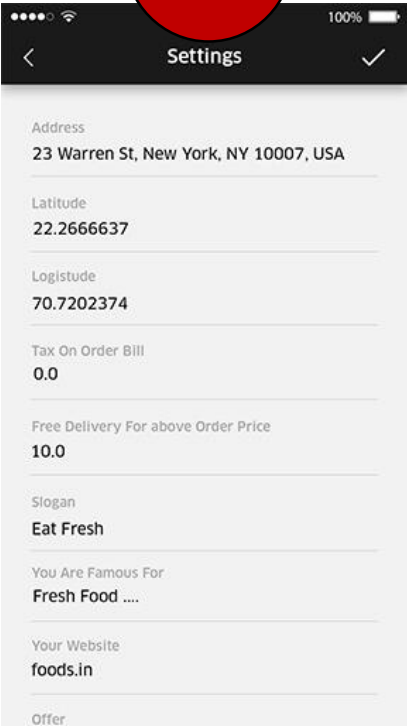 100%
Settings
Address
23 Warren St, New York, NY 10007, USA
Latitude
22.2666637
Logistude
70.7202374
Tax On Order Bill
0.0
Free Delivery For above Order Price
10.0
Slogan
Eat Fresh
You Are Famous For
Fresh Food ....
Your Website
foods.in
Offer